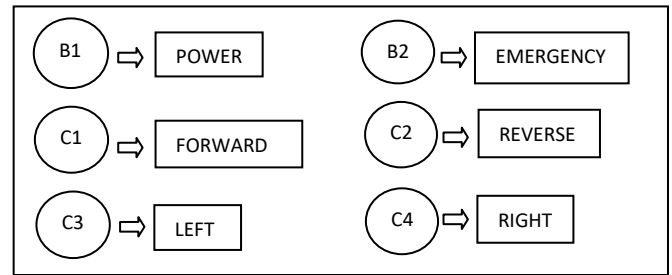 B1 POWER B2 EMERGENCY
C1 FORWARD C2 REVERSE
C3 LEFT C4 RIGHT